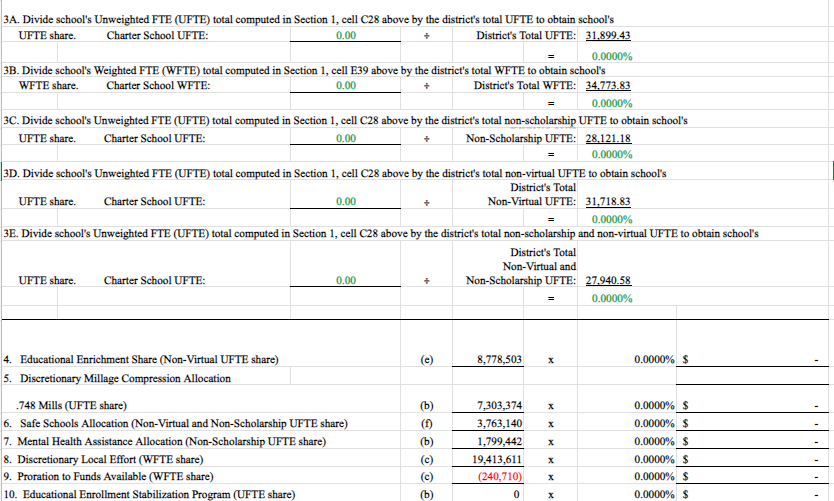 3A. Divide school's Unweighted FTE (UFTE) total computed in Section 1, cell C28 above by the district's total UFTE to obtain school's
UFTE share. Charter School UFTE: 0.00 ÷ District's Total UFTE: 31,899.43
= 0.0000%
3B. Divide school's Weighted FTE (WFTE) total computed in Section 1, cell E39 above by the district's total WFTE to obtain school's
WFTE share. Charter School WFTE: 0.00 ÷ District's Total WFTE: 34,773.83
= 0.0000%
3C. Divide school's Unweighted FTE (UFTE) total computed in Section 1, cell C28 above by the district's total non-scholarship UFTE to obtain school's
UFTE share. Charter School UFTE: 0.00 ÷ Non-Scholarship UFTE: 28,121.18
= 0.0000%
3D. Divide school's Unweighted FTE (UFTE) total computed in Section 1, cell C28 above by the district's total non-virtual UFTE to obtain school's
District's Total
UFTE share. Charter School UFTE: 0.00 ÷ Non-Virtual UFTE: 31,718.83
= 0.0000%
3E. Divide school's Unweighted FTE (UFTE) total computed in Section 1, cell C28 above by the district's total non-scholarship and non-virtual UFTE to obtain school's
District's Total
Non-Virtual and
UFTE share. Charter School UFTE: 0.00 ÷ Non-Scholarship UFTE: 27,940.58
= 0.0000%
4. Educational Enrichment Share (Non-Virtual UFTE share) (e) 8,778,503 x 0.0000% $ -
5. Discretionary Millage Compression Allocation
.748 Mills (UFTE share) (b) 7,303,374 x 0.0000% $ -
6. Safe Schools Allocation (Non-Virtual and Non-Scholarship UFTE share) (f) 3,763,140 x 0.0000% $ -
7. Mental Health Assistance Allocation (Non-Scholarship UFTE share) (b) 1,799,442 x 0.0000% $ -
8. Discretionary Local Effort (WFTE share) (c) 19,413,611 x 0.0000% $ -
9. Proration to Funds Available (WFTE share) (c) (240,710) x 0.0000% $ -
10. Educational Enrollment Stabilization Program (UFTE share) (b) 0 x 0.0000% $ -